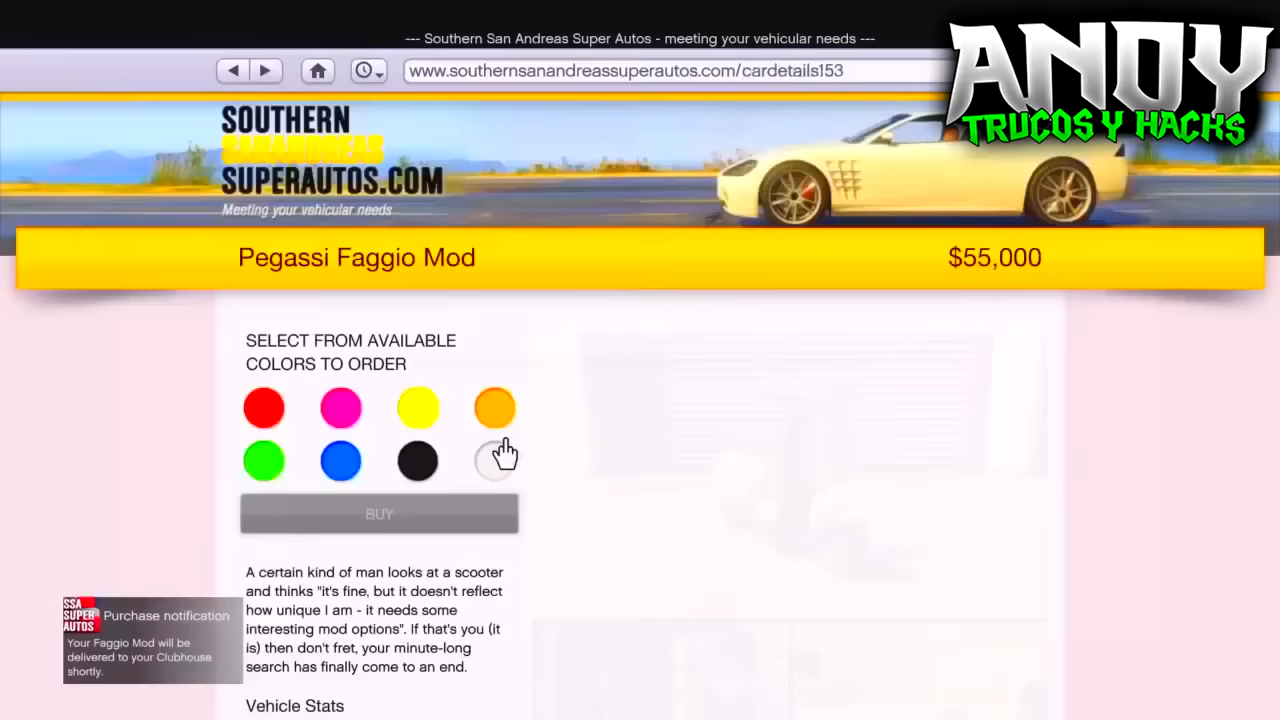 --- Southern San Andreas Super Autos - meeting your vehicular needs ---
www.southernsanandreassuperautos.com/cardetails153
ANDY
TRUCOS Y HACKS
SOUTHERN
SANANDREAS
SUPERAUTOS.COM
Meeting your vehicular needs
Pegassi Faggio Mod
$55,000
SELECT FROM AVAILABLE
COLORS TO ORDER
BUY
A certain kind of man looks at a scooter
and thinks "it's fine, but it doesn't reflect
how unique I am - it needs some
interesting mod options". If that's you (it
is) then don't fret, your minute-long
search has finally come to an end.
Vehicle Stats
SSA
SUPER
AUTOS
Purchase notification
Your Faggio Mod will be
delivered to your Clubhouse
shortly.